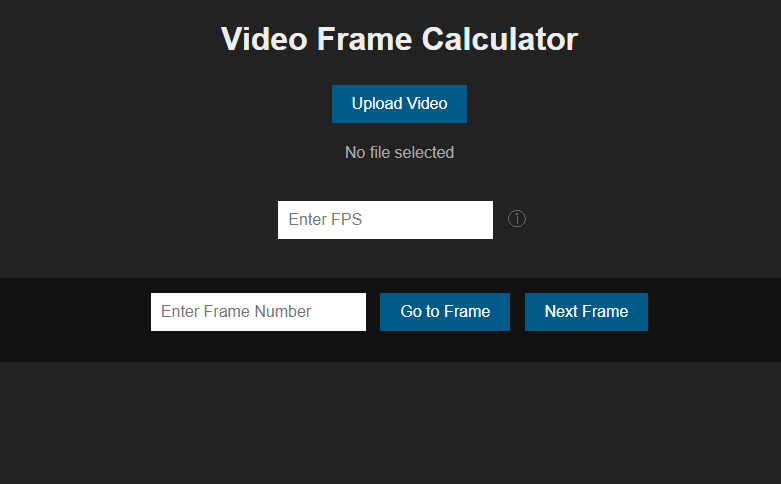 Video Frame Calculator
Upload Video
No file selected
Enter FPS ⓘ
Enter Frame Number Go to Frame Next Frame